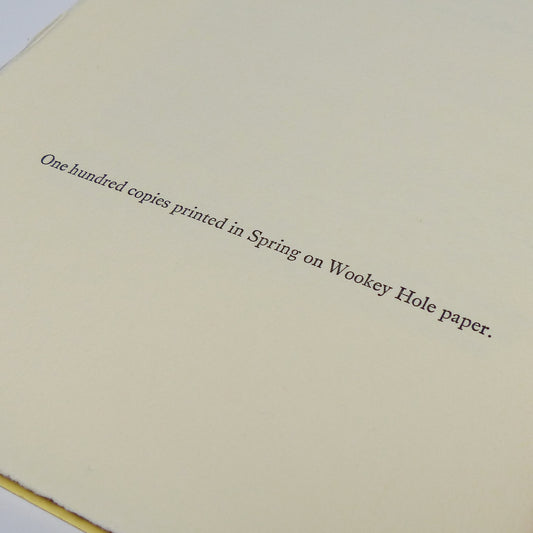 One hundred copies printed in Spring on Wookey Hole paper.